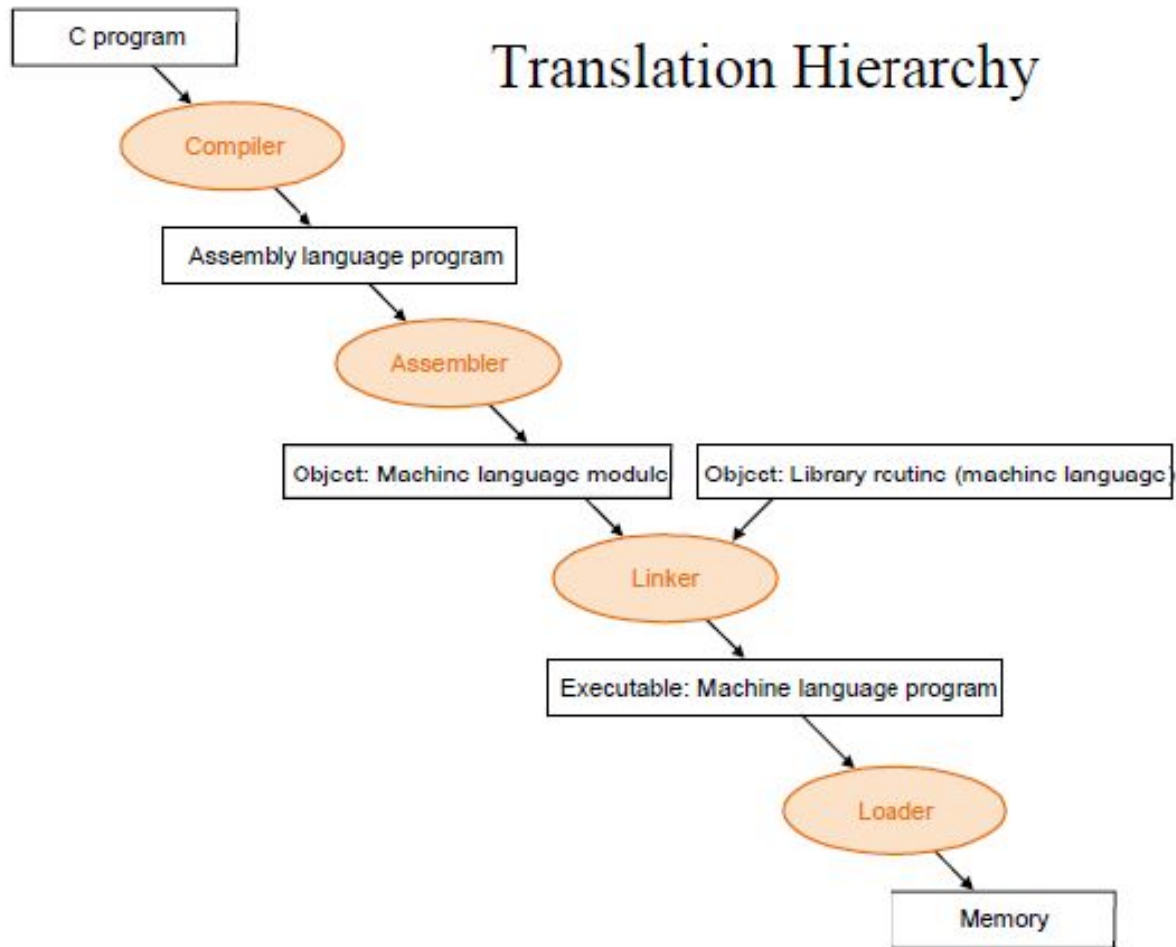 C program
Translation Hierarchy
Compiler
Assembly language program
Assembler
Object: Machine language module
Object: Library routine (machine language)
Linker
Executable: Machine language program
Loader
Memory